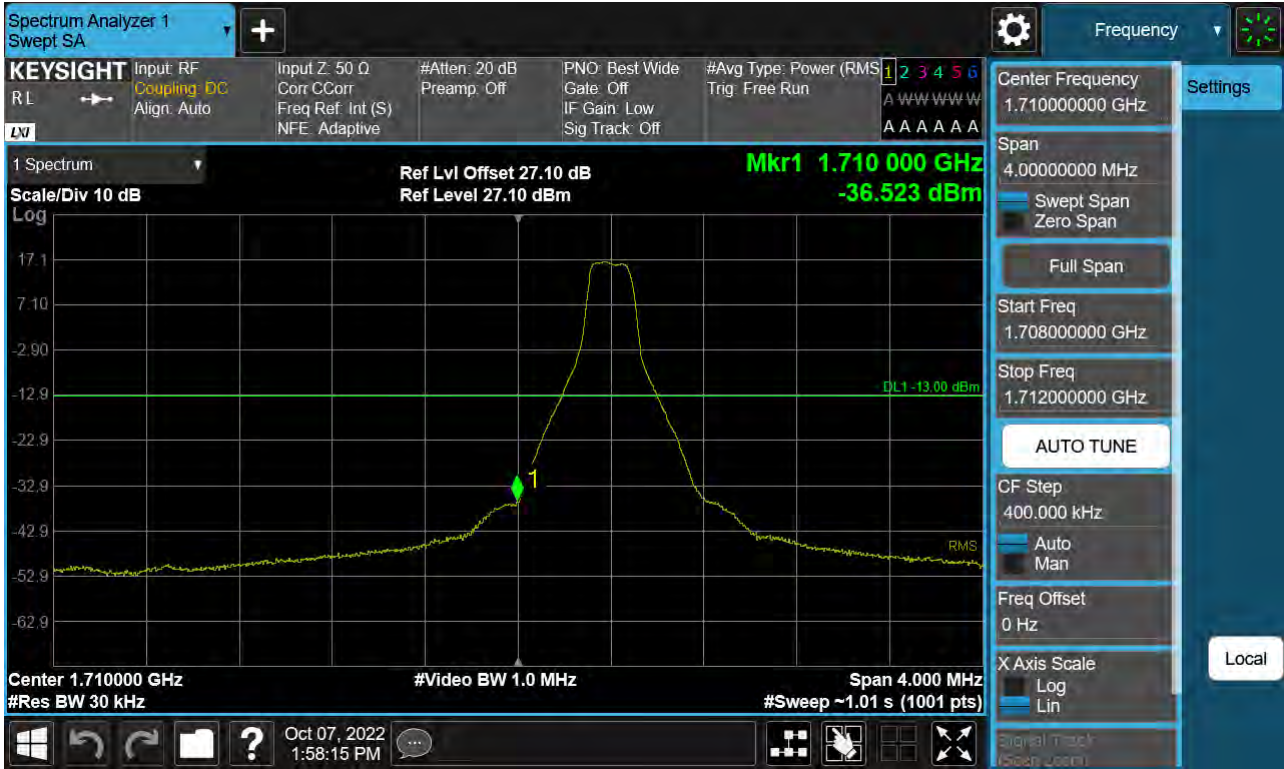 Spectrum Analyzer 1
Swept SA
Frequency
KEYSIGHT
RL
LXI
Input: RF
Coupling: DC
Align: Auto
Input Z: 50 Ω
Corr CCorr
Freq Ref: Int (S)
NFE: Adaptive
#Atten: 20 dB
Preamp: Off
PNO: Best Wide
Gate: Off
IF Gain: Low
Sig Track: Off
#Avg Type: Power (RMS
Trig: Free Run
1 2 3 4 5 6
A W W W W W
A A A A A A
1 Spectrum
Scale/Div 10 dB
Log
Ref Lvl Offset 27.10 dB
Ref Level 27.10 dBm
Mkr1 1.710 000 GHz
-36.523 dBm
17.1
7.10
-2.90
-12.9
-22.9
-32.9
-42.9
-52.9
-62.9
DL1 -13.00 dBm
1
RMS
Center 1.710000 GHz
#Video BW 1.0 MHz
Span 4.000 MHz
#Res BW 30 kHz
#Sweep ~1.01 s (1001 pts)
Oct 07, 2022
1:58:15 PM
?
Settings
Center Frequency
1.710000000 GHz
Span
4.00000000 MHz
Swept Span
Zero Span
Full Span
Start Freq
1.708000000 GHz
Stop Freq
1.712000000 GHz
AUTO TUNE
CF Step
400.000 kHz
Auto
Man
Freq Offset
0 Hz
X Axis Scale
Log
Lin
Signal Track
(Span Zoom)
Local